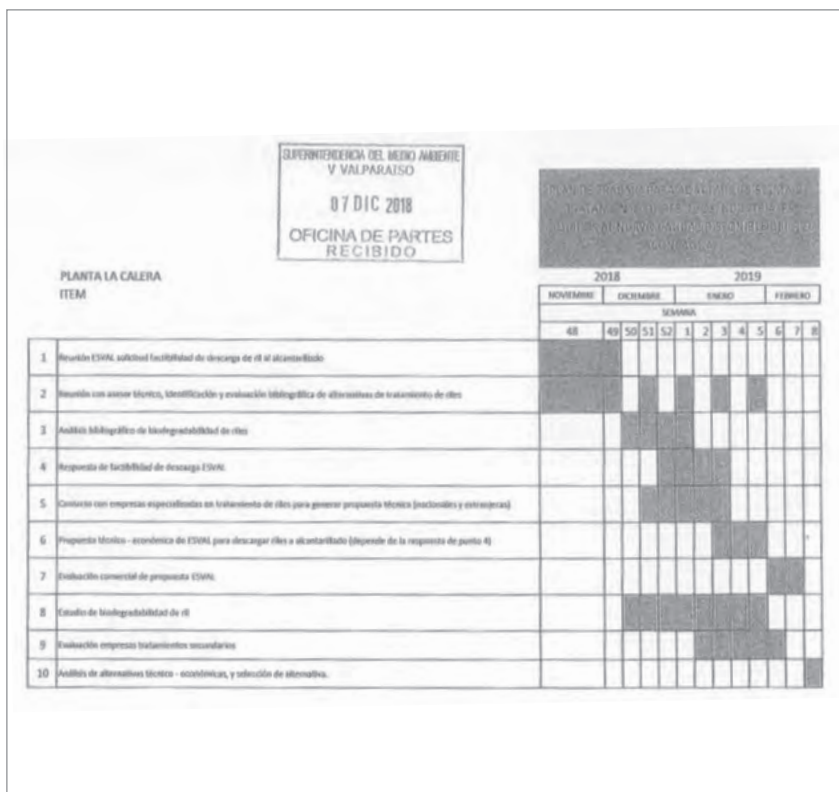 SUPERINTENDENCIA DEL MEDIO AMBIENTE
V VALPARAISO
07 DIC 2018
OFICINA DE PARTES
RECIBIDO
PLANTA LA CALERA
ITEM
2018 2019
NOVIEMBRE DICIEMBRE ENERO FEBRERO
SEMANA
48 49 50 51 52 1 2 3 4 5 6 7 8
1 Reunión ESVAL solicitud factibilidad de descarga de ril al alcantarillado
2 Reunión con asesor técnico, identificación y evaluación bibliográfica de alternativas de tratamiento de riles
3 Análisis bibliográfico de biodegradabilidad de riles
4 Respuesta de factibilidad de descarga ESVAL
5 Contacto con empresas especializadas en tratamiento de riles para generar propuesta técnica (nacionales y extranjeras)
6 Propuesta técnico - económica de ESVAL para descargar riles a alcantarillado (depende de la respuesta de punto 4)
7 Evaluación comercial de propuesta ESVAL
8 Estudio de biodegradabilidad de ril
9 Evaluación empresas tratamientos secundarios
10 Análisis de alternativas técnico - económicas, y selección de alternativa.